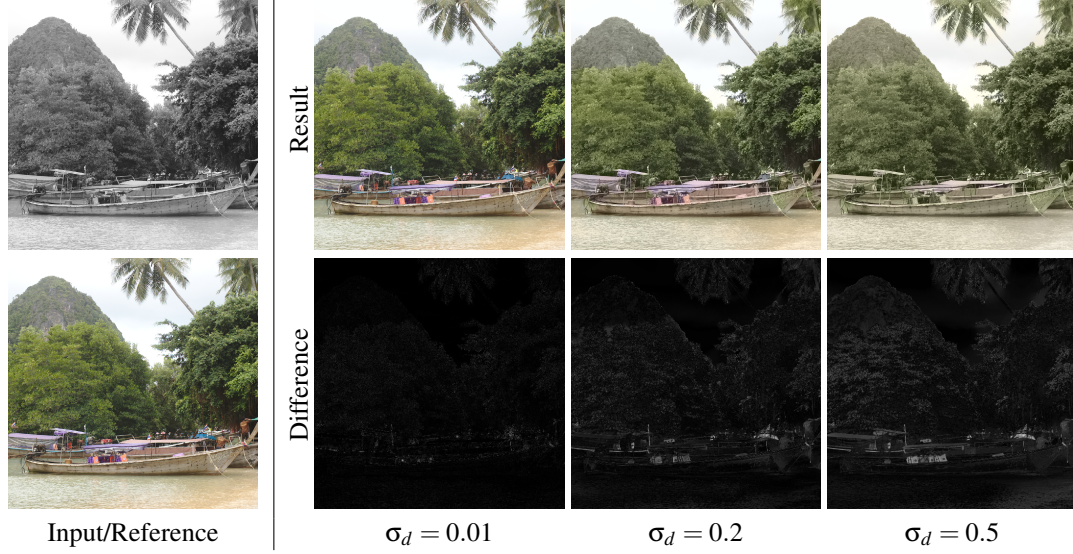 Result
Difference
Input/Reference
σ_d = 0.01
σ_d = 0.2
σ_d = 0.5